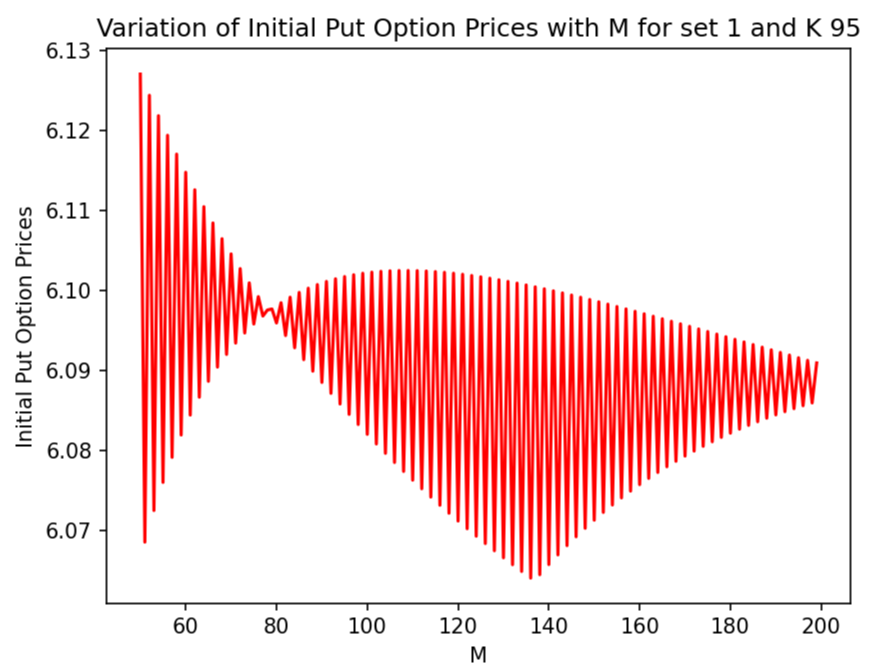 Variation of Initial Put Option Prices with M for set 1 and K 95
Initial Put Option Prices
6.13
6.12
6.11
6.10
6.09
6.08
6.07
60 80 100 120 140 160 180 200
M